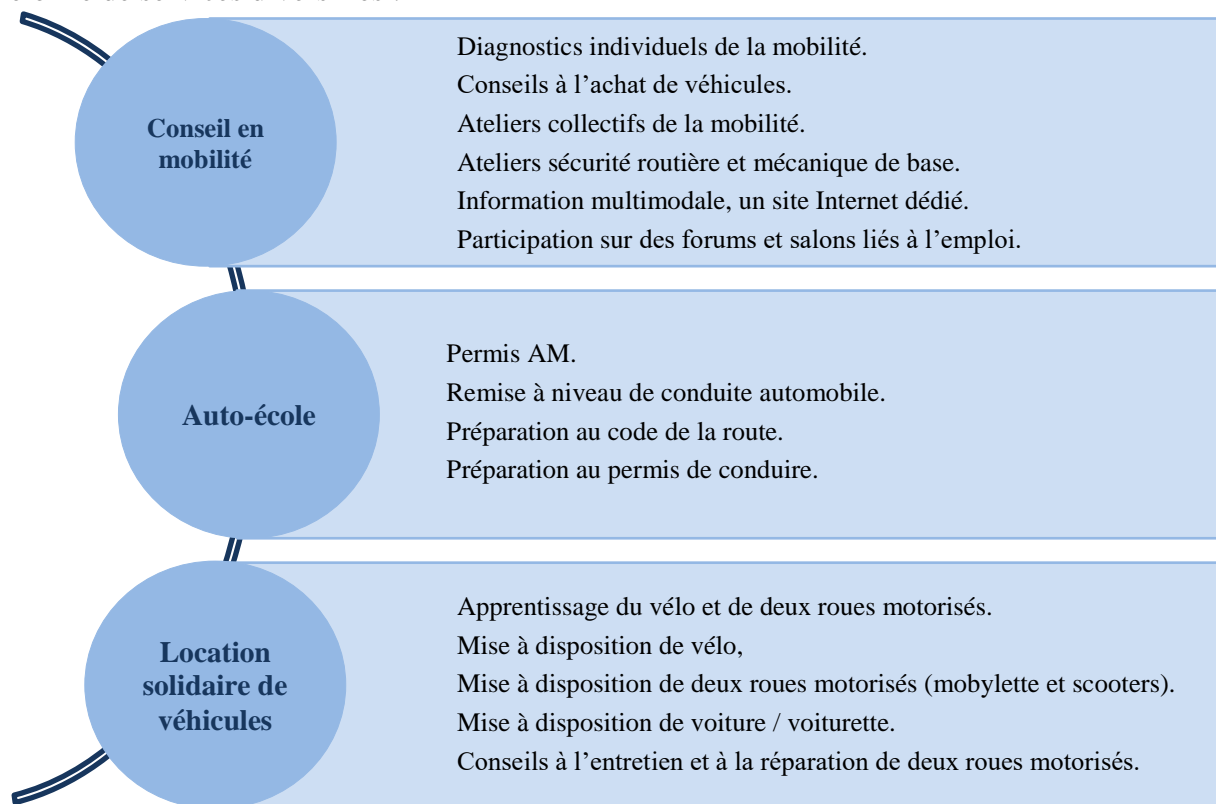 Conseil en
mobilité
Diagnostics individuels de la mobilité.
Conseils à l’achat de véhicules.
Ateliers collectifs de la mobilité.
Ateliers sécurité routière et mécanique de base.
Information multimodale, un site Internet dédié.
Participation sur des forums et salons liés à l’emploi.
Auto-école
Permis AM.
Remise à niveau de conduite automobile.
Préparation au code de la route.
Préparation au permis de conduire.
Location
solidaire de
véhicules
Apprentissage du vélo et de deux roues motorisés.
Mise à disposition de vélo,
Mise à disposition de deux roues motorisés (mobylette et scooters).
Mise à disposition de voiture / voiturette.
Conseils à l’entretien et à la réparation de deux roues motorisés.